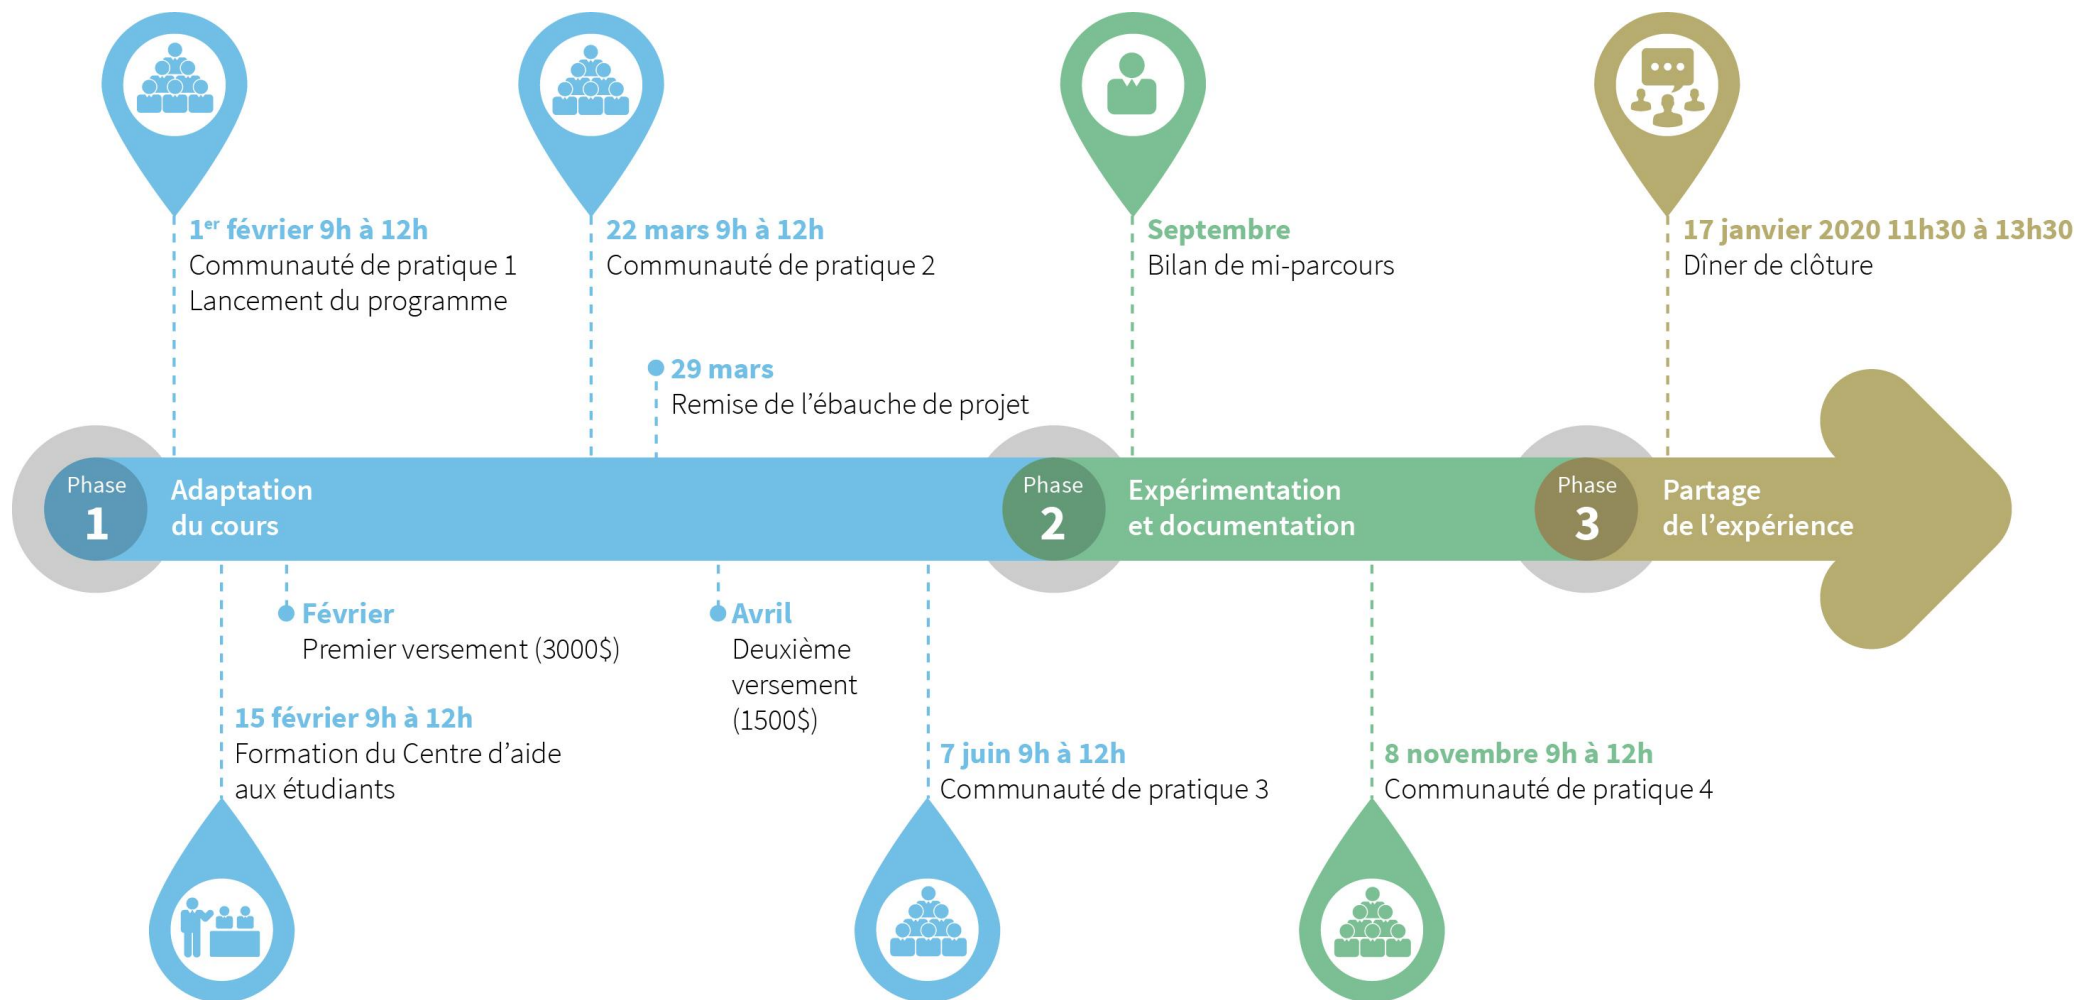 1er février 9h à 12h
Communauté de pratique 1
Lancement du programme
22 mars 9h à 12h
Communauté de pratique 2
29 mars
Remise de l’ébauche de projet
Septembre
Bilan de mi-parcours
17 janvier 2020 11h30 à 13h30
Dîner de clôture
Phase
1
Adaptation
du cours
Phase
2
Expérimentation
et documentation
Phase
3
Partage
de l’expérience
Février
Premier versement (3000$)
15 février 9h à 12h
Formation du Centre d’aide
aux étudiants
Avril
Deuxième
versement
(1500$)
7 juin 9h à 12h
Communauté de pratique 3
8 novembre 9h à 12h
Communauté de pratique 4